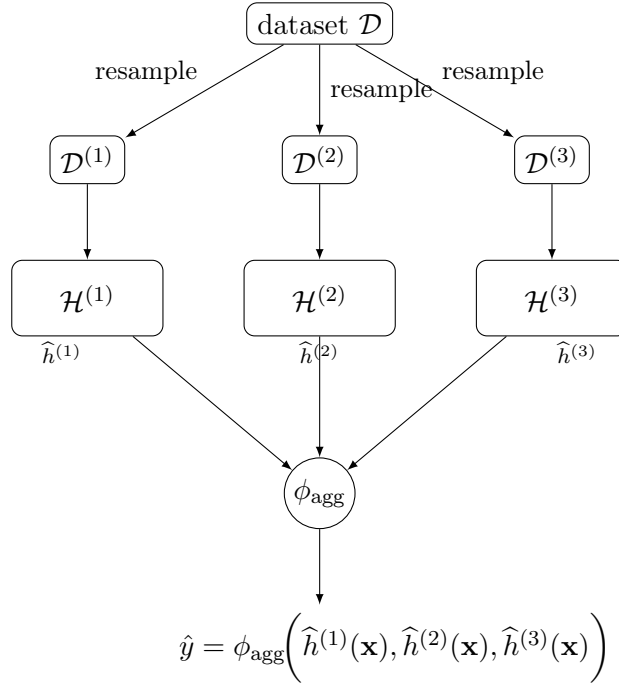 dataset 𝒟
resample resample
resample
𝒟⁽¹⁾ 𝒟⁽²⁾ 𝒟⁽³⁾
ℋ⁽¹⁾ ℋ⁽²⁾ ℋ⁽³⁾
ĥ⁽¹⁾ ĥ⁽²⁾ ĥ⁽³⁾
ϕ_agg
ŷ = ϕ_agg(ĥ⁽¹⁾(𝐱), ĥ⁽²⁾(𝐱), ĥ⁽³⁾(𝐱))